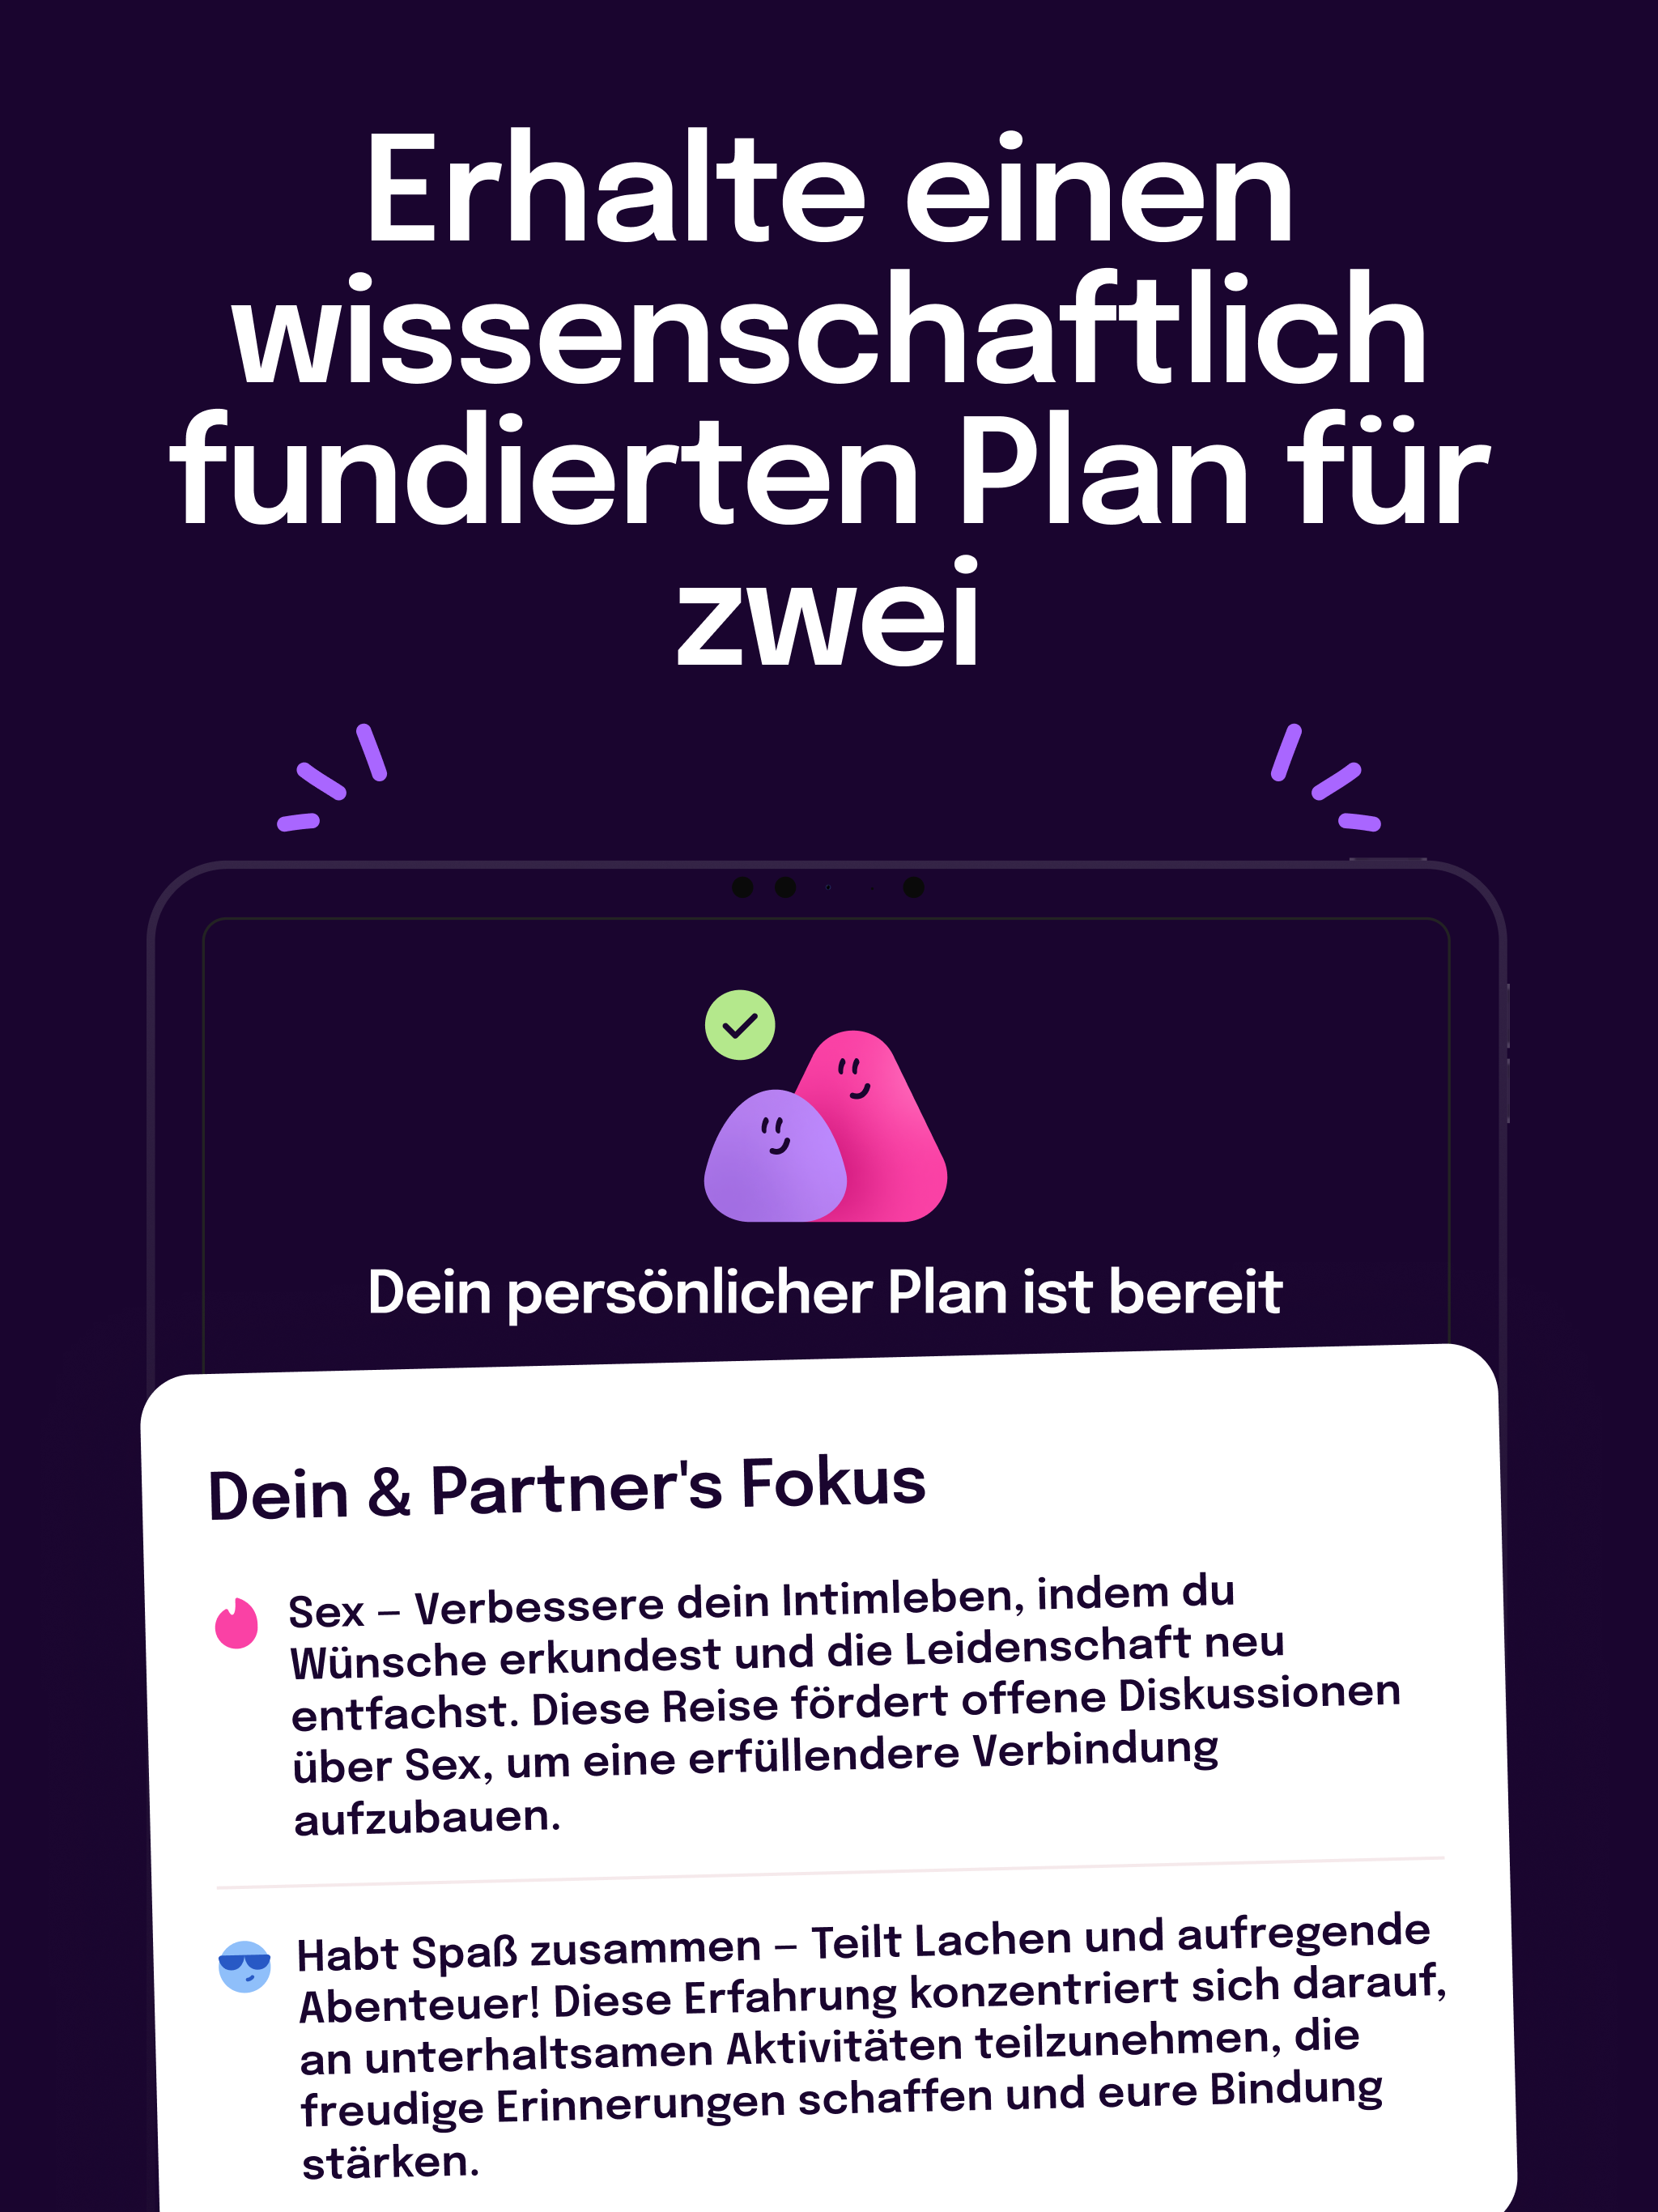 Erhalte einen
wissenschaftlich
fundierten Plan für
zwei
Dein persönlicher Plan ist bereit
Dein & Partner's Fokus
Sex – Verbessere dein Intimleben, indem du
Wünsche erkundest und die Leidenschaft neu
entfachst. Diese Reise fördert offene Diskussionen
über Sex, um eine erfüllendere Verbindung
aufzubauen.
Habt Spaß zusammen – Teilt Lachen und aufregende
Abenteuer! Diese Erfahrung konzentriert sich darauf,
an unterhaltsamen Aktivitäten teilzunehmen, die
freudige Erinnerungen schaffen und eure Bindung
stärken.